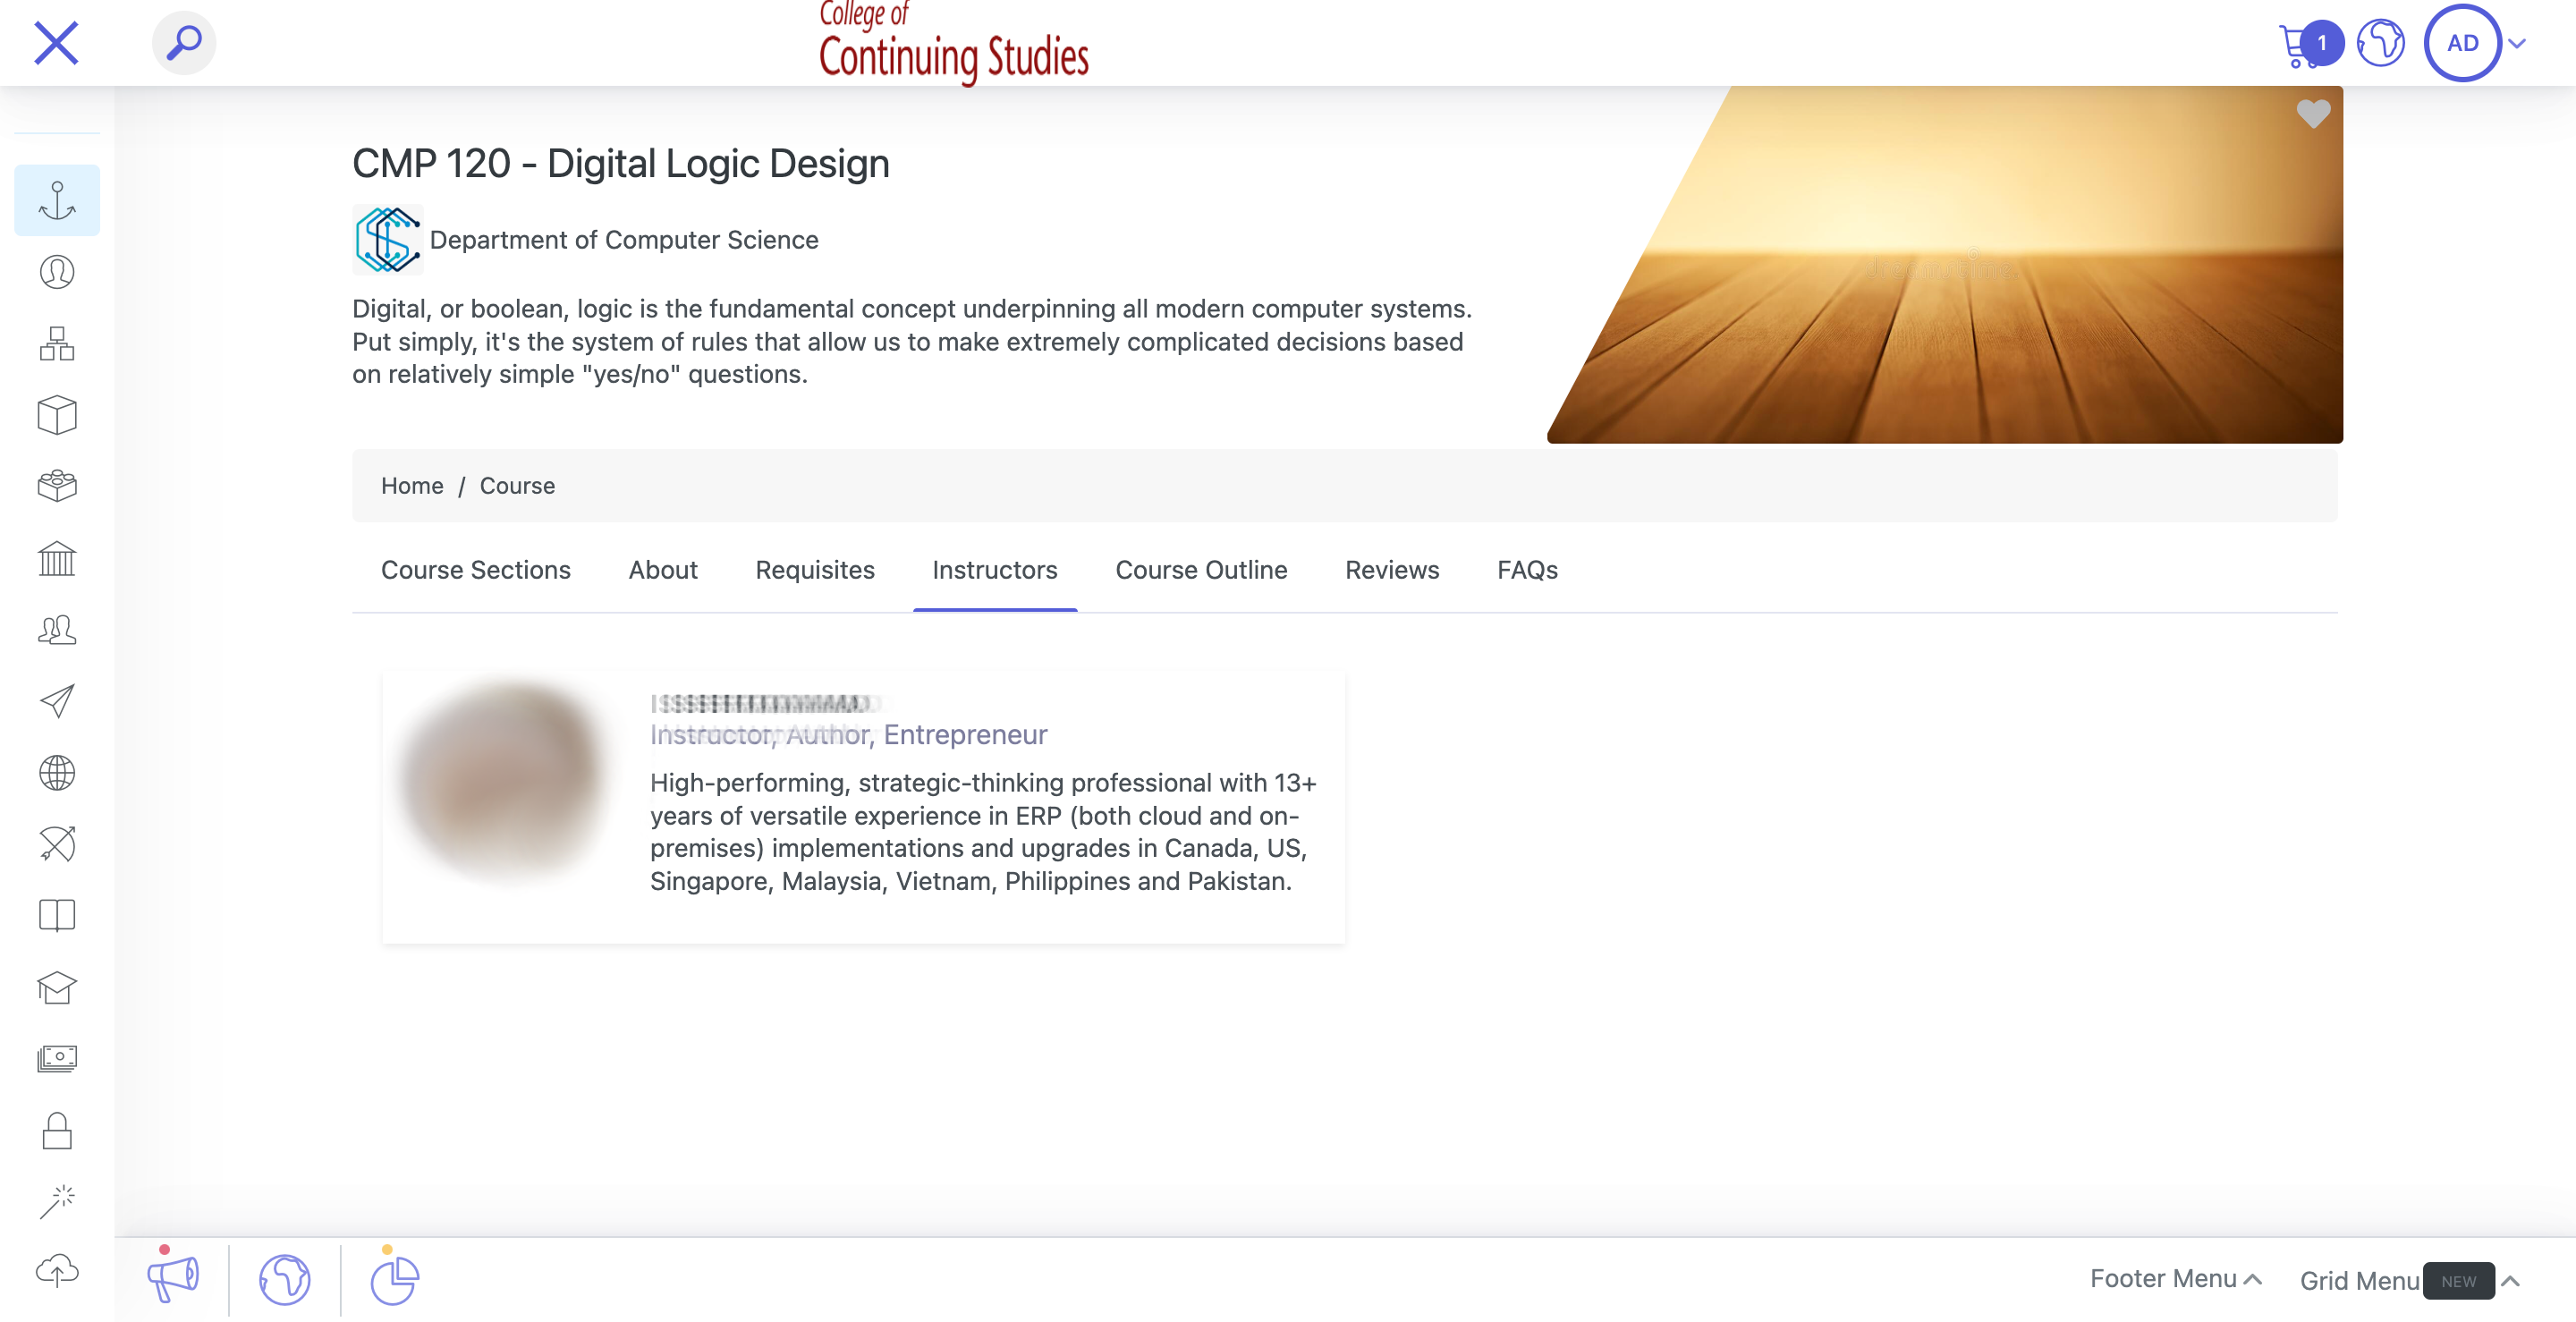 College of
Continuing Studies
1
AD
CMP 120 - Digital Logic Design
Department of Computer Science
Digital, or boolean, logic is the fundamental concept underpinning all modern computer systems.
Put simply, it's the system of rules that allow us to make extremely complicated decisions based
on relatively simple "yes/no" questions.
Home / Course
Course Sections About Requisites Instructors Course Outline Reviews FAQs
Instructor, Author, Entrepreneur
High-performing, strategic-thinking professional with 13+
years of versatile experience in ERP (both cloud and on-
premises) implementations and upgrades in Canada, US,
Singapore, Malaysia, Vietnam, Philippines and Pakistan.
Footer Menu Grid Menu NEW